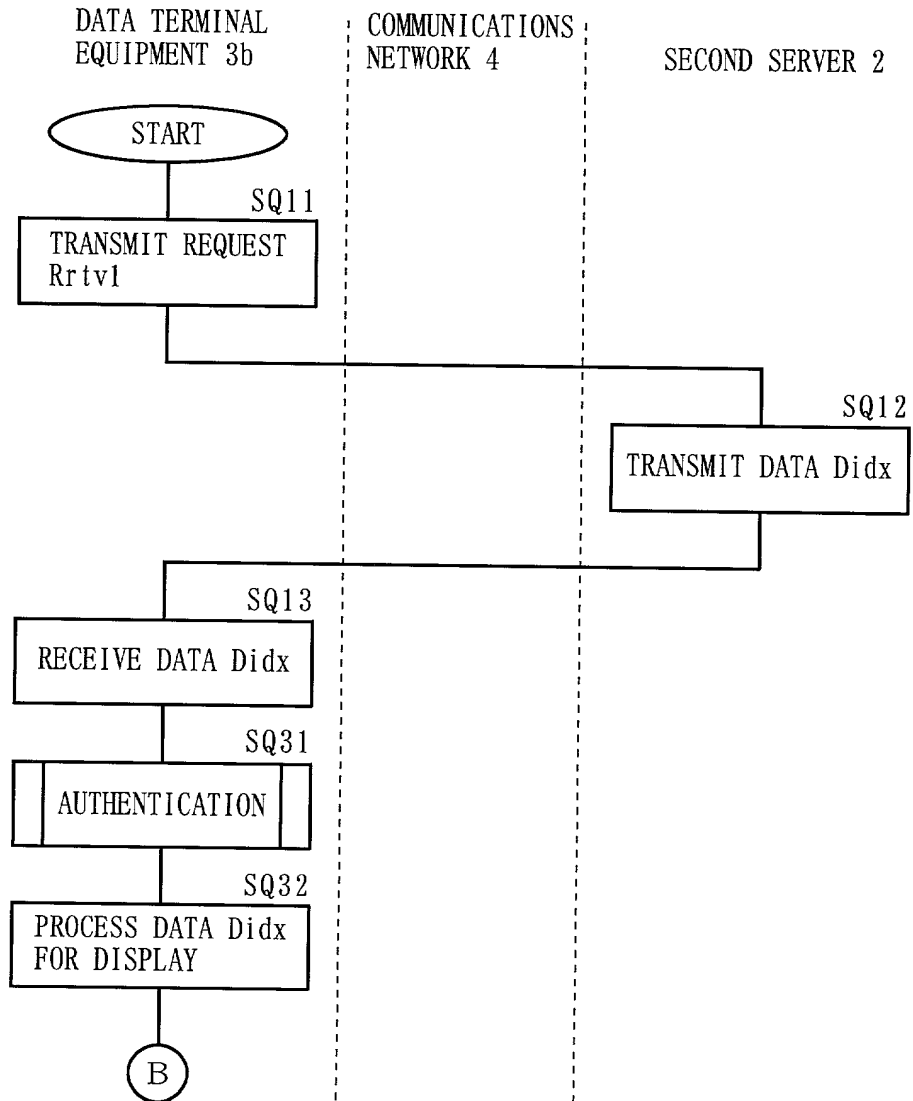 DATA TERMINAL
EQUIPMENT 3b
COMMUNICATIONS
NETWORK 4
SECOND SERVER 2
START
SQ11
TRANSMIT REQUEST
Rrtv1
SQ12
TRANSMIT DATA Didx
SQ13
RECEIVE DATA Didx
SQ31
AUTHENTICATION
SQ32
PROCESS DATA Didx
FOR DISPLAY
B